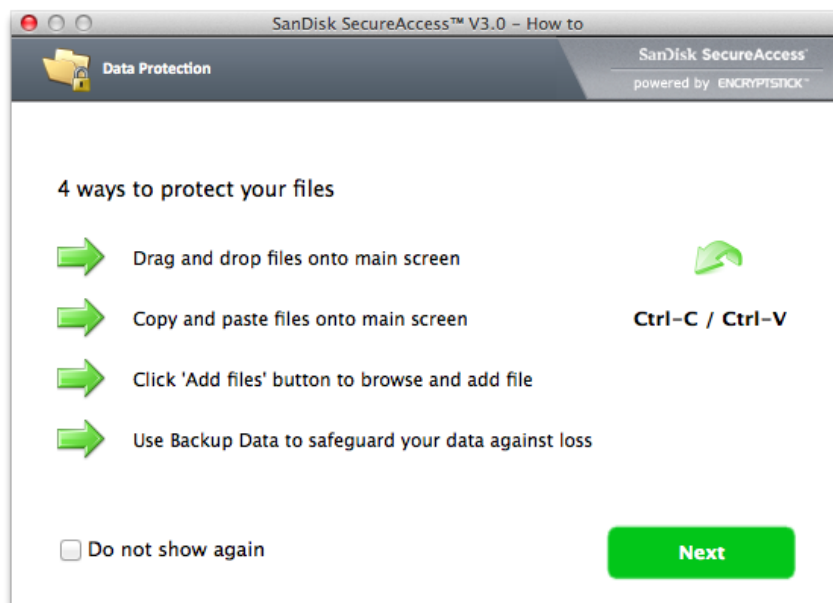 SanDisk SecureAccess™ V3.0 – How to
Data Protection
SanDisk SecureAccess™
powered by ENCRYPTSTICK™
4 ways to protect your files
Drag and drop files onto main screen
Copy and paste files onto main screen
Ctrl–C / Ctrl–V
Click 'Add files' button to browse and add file
Use Backup Data to safeguard your data against loss
Do not show again
Next